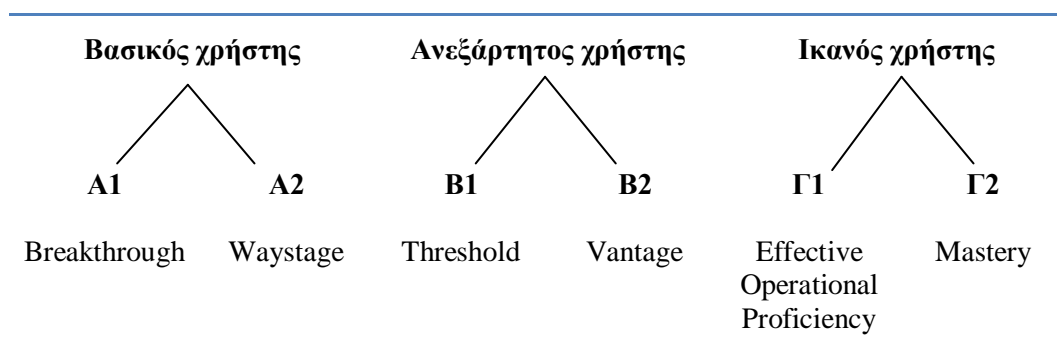 Βασικός χρήστης Ανεξάρτητος χρήστης Ικανός χρήστης
Α1 Α2 Β1 Β2 Γ1 Γ2
Breakthrough Waystage Threshold Vantage Effective Mastery
Operational
Proficiency